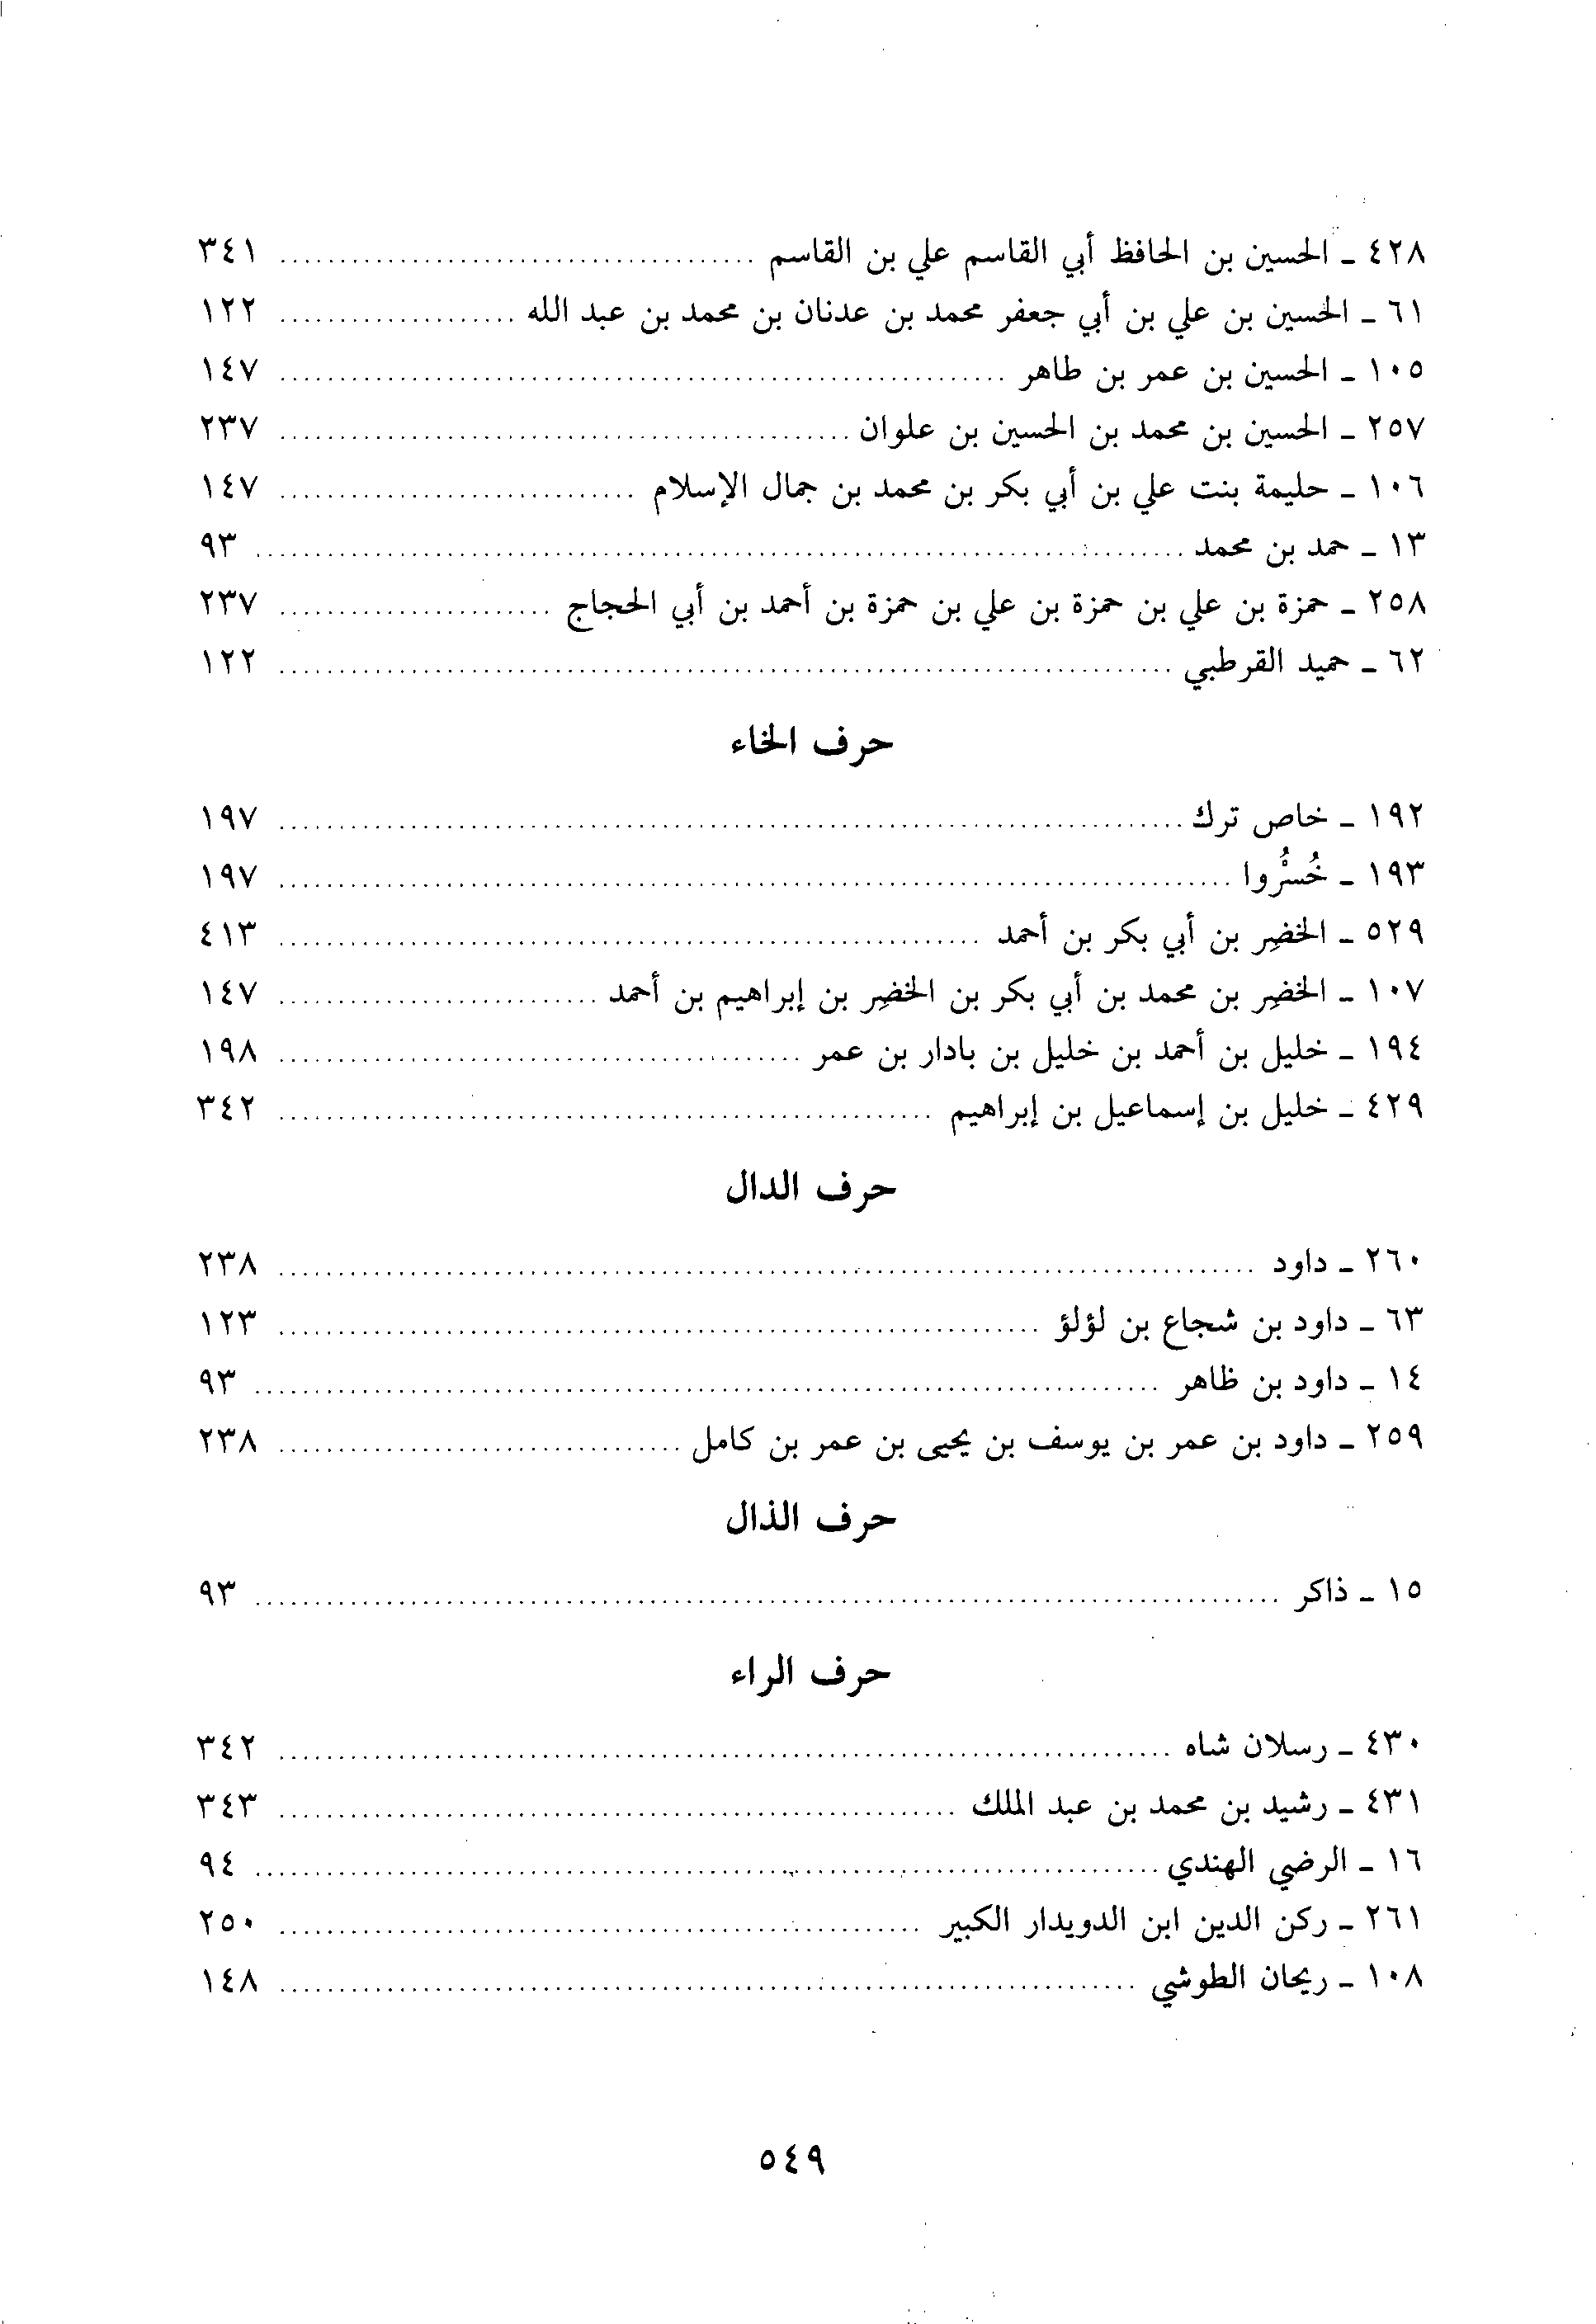 ٤٢٨ - الحسين بن الحافظ أبي القاسم علي بن القاسم ........ ٣٤١
٦١ - الحسين بن علي بن أبي جعفر محمد بن عدنان بن محمد بن عبد الله ........ ١٢٢
١٠٥ - الحسين بن عمر بن طاهر ........ ١٤٧
٢٥٧ - الحسين بن محمد بن الحسين بن علوان ........ ٢٣٧
١٠٦ - حليمة بنت علي بن أبي بكر بن محمد بن جمال الإسلام ........ ١٤٧
١٣ - حمد بن محمد ........ ٩٣
٢٥٨ - حمزة بن علي بن حمزة بن علي بن حمزة بن أحمد بن أبي الحجاج ........ ٢٣٧
٦٢ - حميد القرطبي ........ ١٢٢
حرف الخاء
١٩٢ - خاص ترك ........ ١٩٧
١٩٣ - خُسْرُوا ........ ١٩٧
٥٢٩ - الخضِر بن أبي بكر بن أحمد ........ ٤١٣
١٠٧ - الخضِر بن محمد بن أبي بكر بن الخضِر بن إبراهيم بن أحمد ........ ١٤٧
١٩٤ - خليل بن أحمد بن خليل بن بادار بن عمر ........ ١٩٨
٤٢٩ - خليل بن إسماعيل بن إبراهيم ........ ٣٤٢
حرف الدال
٢٦٠ - داود ........ ٢٣٨
٦٣ - داود بن شجاع بن لؤلؤ ........ ١٢٣
١٤ - داود بن ظاهر ........ ٩٣
٢٥٩ - داود بن عمر بن يوسف بن يحيى بن عمر بن كامل ........ ٢٣٨
حرف الذال
١٥ - ذاكر ........ ٩٣
حرف الراء
٤٣٠ - رسلان شاه ........ ٣٤٢
٤٣١ - رشيد بن محمد بن عبد الملك ........ ٣٤٣
١٦ - الرضي الهندي ........ ٩٤
٢٦١ - ركن الدين ابن الدويدار الكبير ........ ٢٥٠
١٠٨ - ريحان الطوشي ........ ١٤٨
٥٤٩